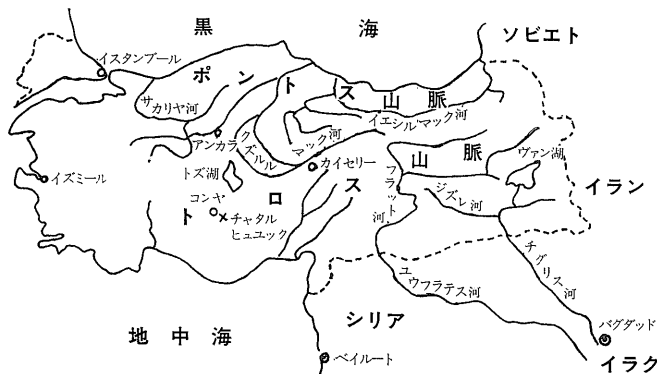 黒海
ソビエト
イスタンブール
ポントス山脈
サカリヤ河
イエシルマック河
アンカラ
クズルルマック河
カイセリー
トズ湖
イズミール
コンヤ
チャタル
ヒュユック
トロス山脈
フラット河
ジズレ河
ヴァン湖
イラン
チグリス河
ユウフラテス河
地中海
シリア
バグダッド
ベイルート
イラク